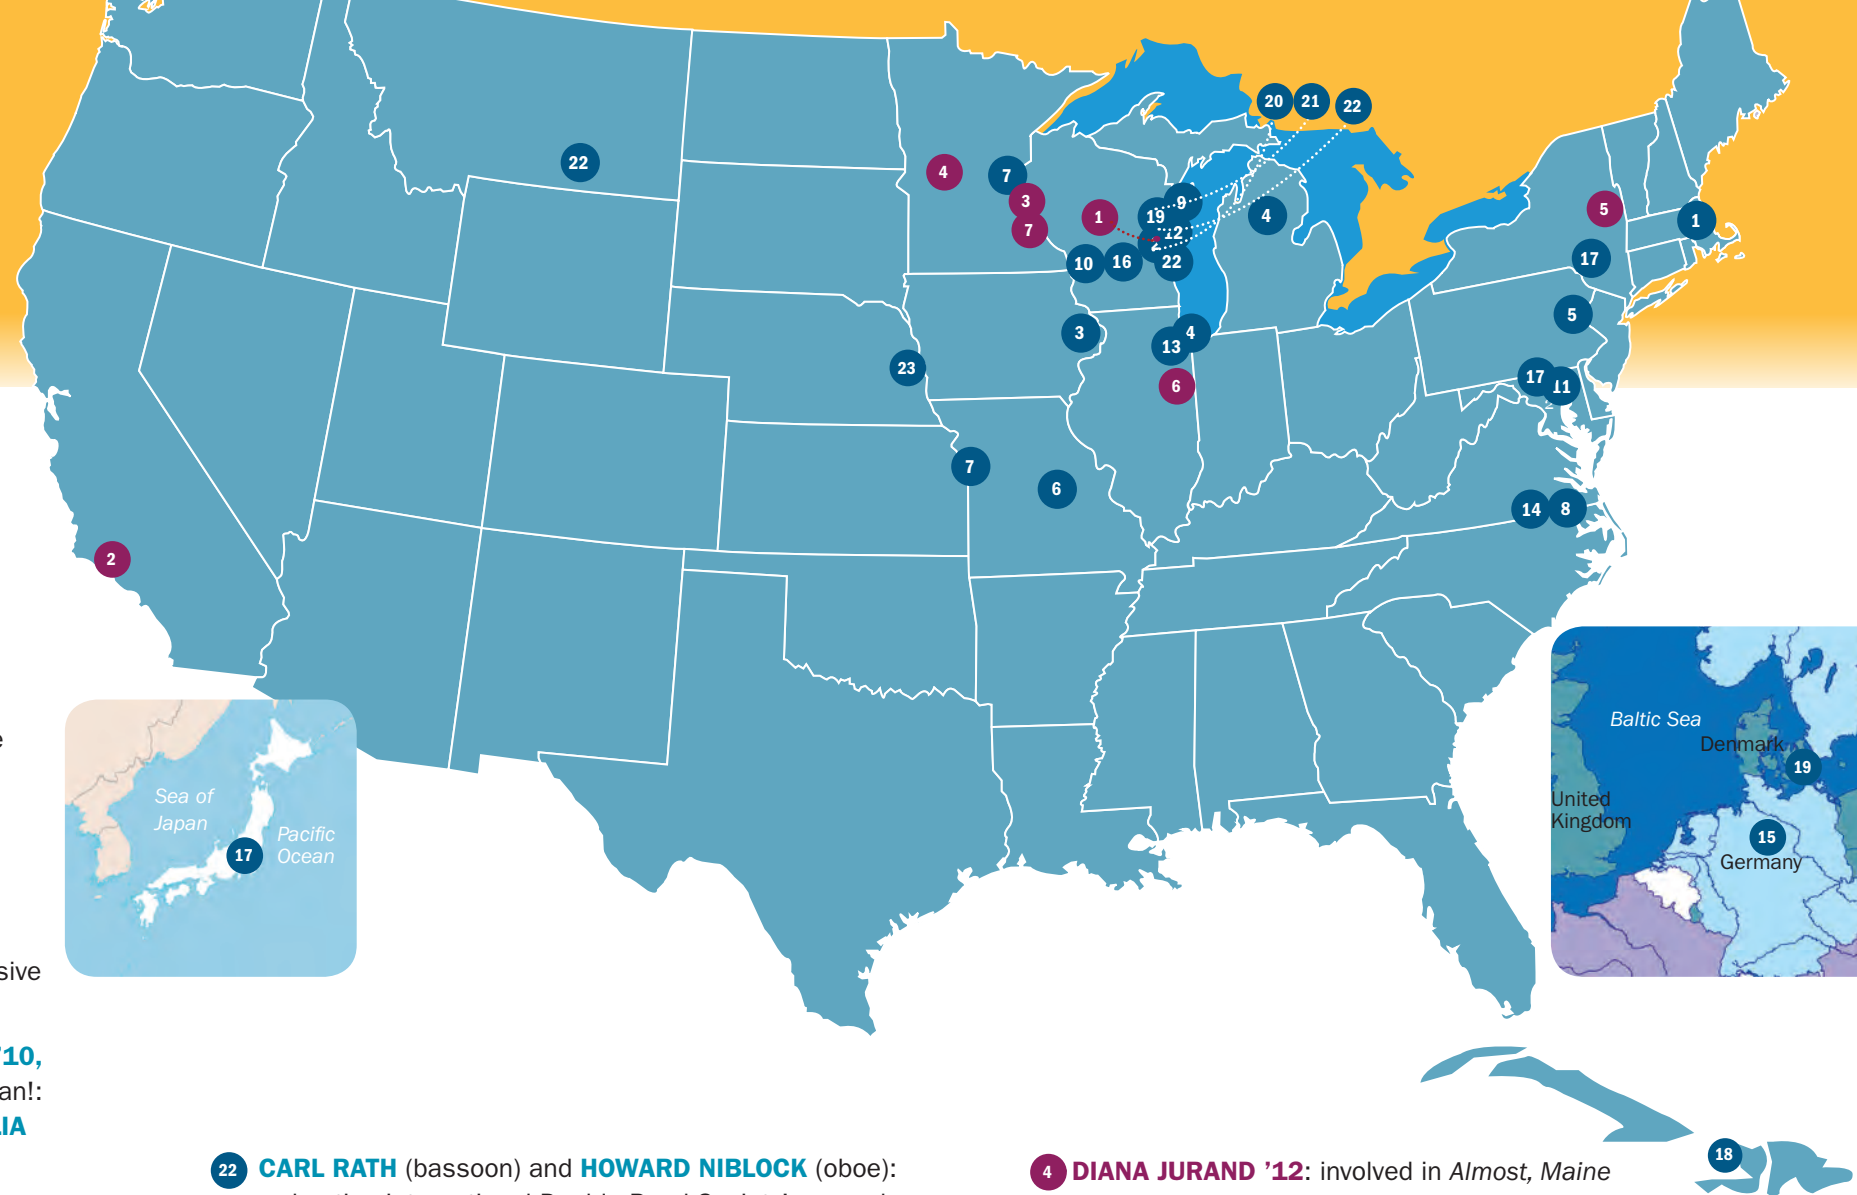 20 21 22
22
4
7
3
7
1
19
9
12
2
4
10
16
22
5
1
17
3
4
13
5
23
6
17
11
7
6
14
8
2
Baltic Sea
Denmark
19
United
Kingdom
15
Germany
e
Sea of
Japan
Pacific
Ocean
17
sive
’10,
an!:
LIA
18
22 CARL RATH (bassoon) and HOWARD NIBLOCK (oboe):
4 DIANA JURAND ’12: involved in Almost, Maine